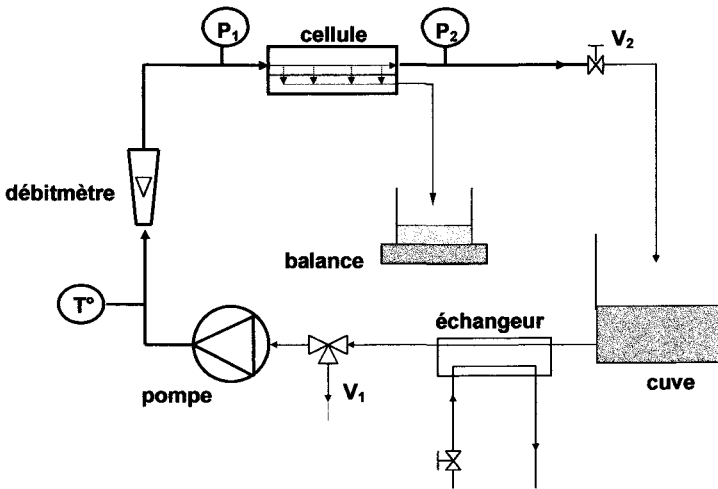 P₁
cellule
P₂
V₂
débitmètre
balance
T°
échangeur
pompe
V₁
cuve